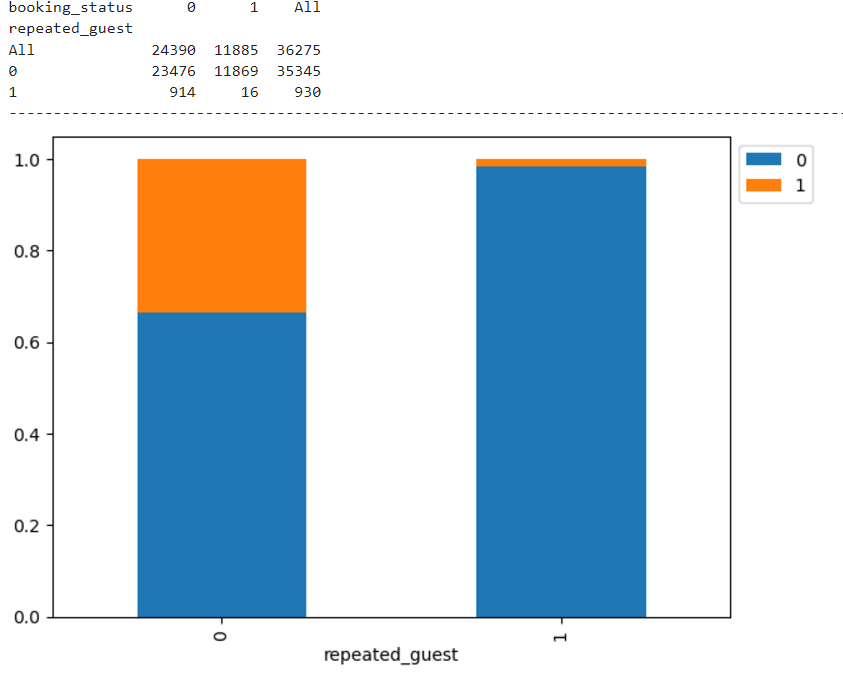 booking_status 0 1 All
repeated_guest
All 24390 11885 36275
0 23476 11869 35345
1 914 16 930
--------------------------------------------------------------------------------
1.0
0.8
0.6
0.4
0.2
0.0
0
1
0 1
repeated_guest